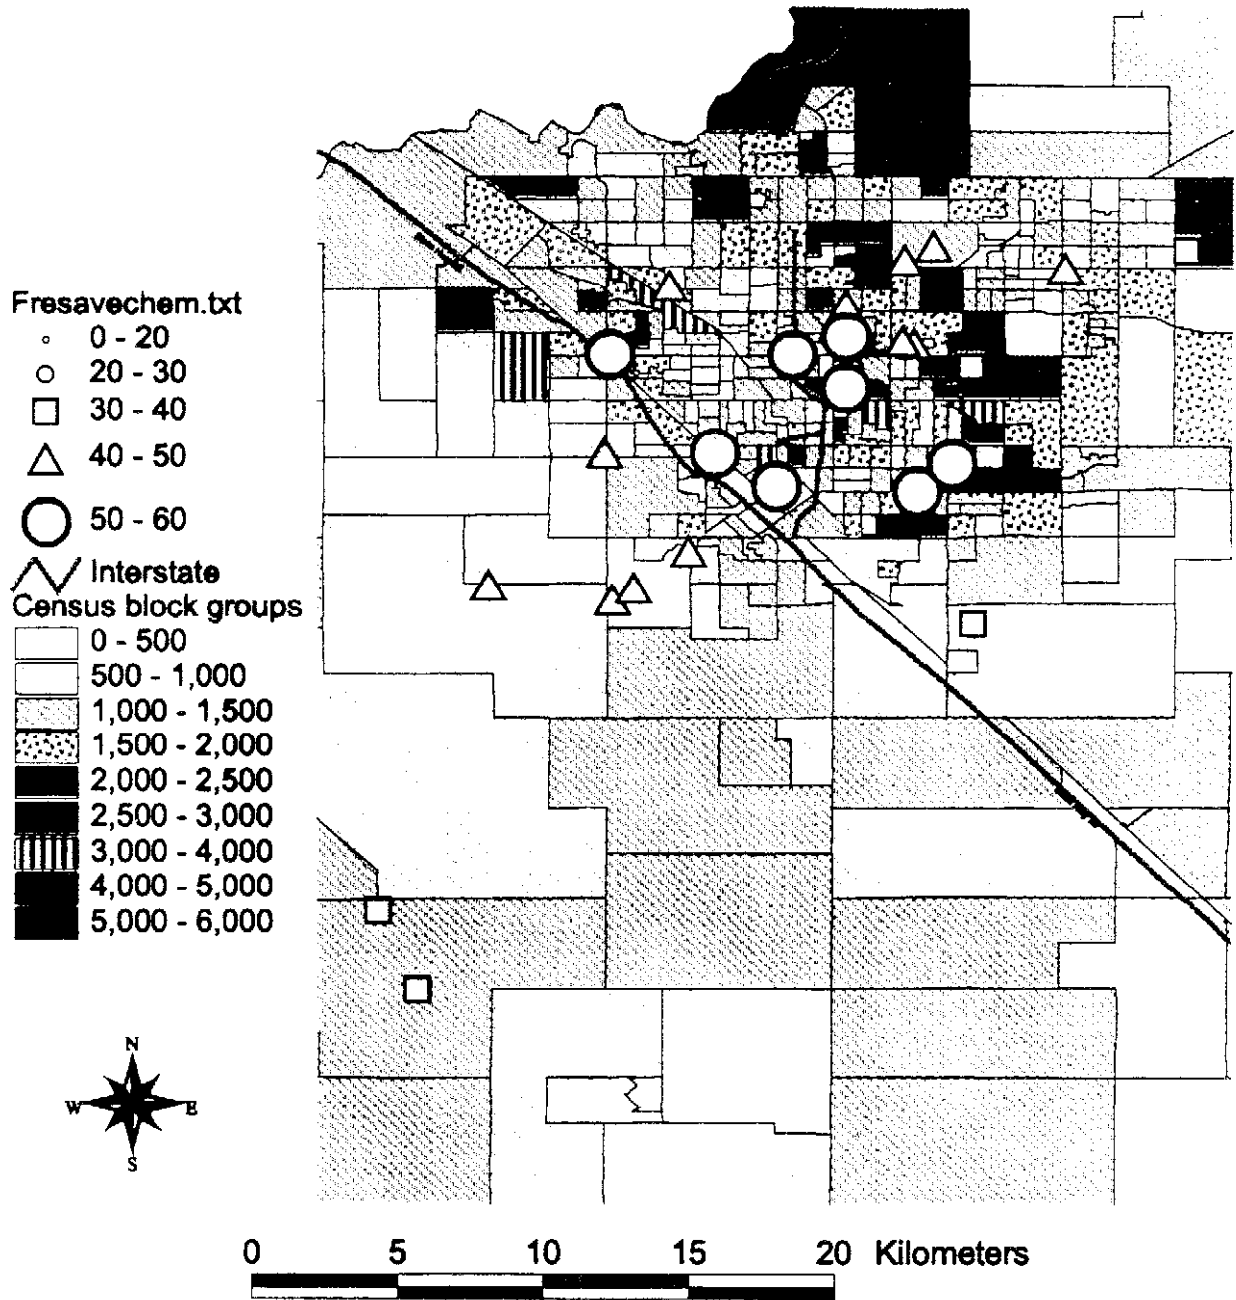 Fresavechem.txt
0 - 20
20 - 30
30 - 40
40 - 50
50 - 60
Interstate
Census block groups
0 - 500
500 - 1,000
1,000 - 1,500
1,500 - 2,000
2,000 - 2,500
2,500 - 3,000
3,000 - 4,000
4,000 - 5,000
5,000 - 6,000
N
W E
S
0 5 10 15 20 Kilometers